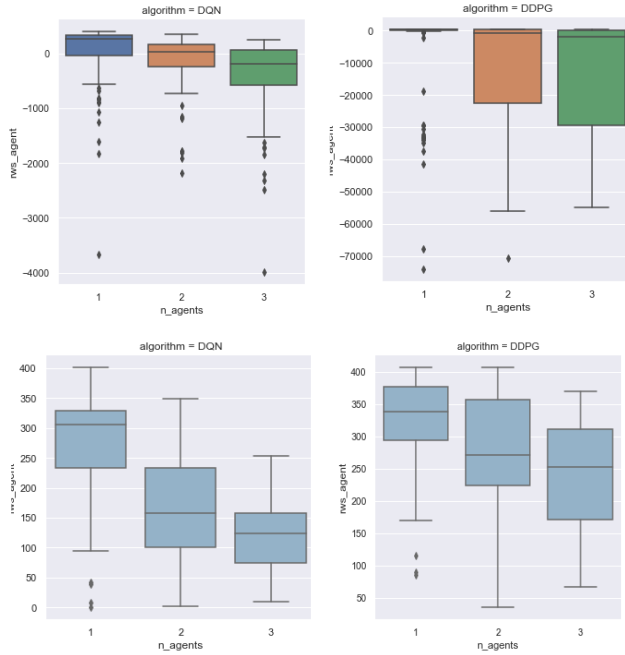 algorithm = DQN
0
−1000
−2000
−3000
−4000
rws_agent
1 2 3
n_agents
algorithm = DDPG
0
−10000
−20000
−30000
−40000
−50000
−60000
−70000
rws_agent
1 2 3
n_agents
algorithm = DQN
400
350
300
250
200
150
100
50
0
rws_agent
1 2 3
n_agents
algorithm = DDPG
400
350
300
250
200
150
100
50
rws_agent
1 2 3
n_agents